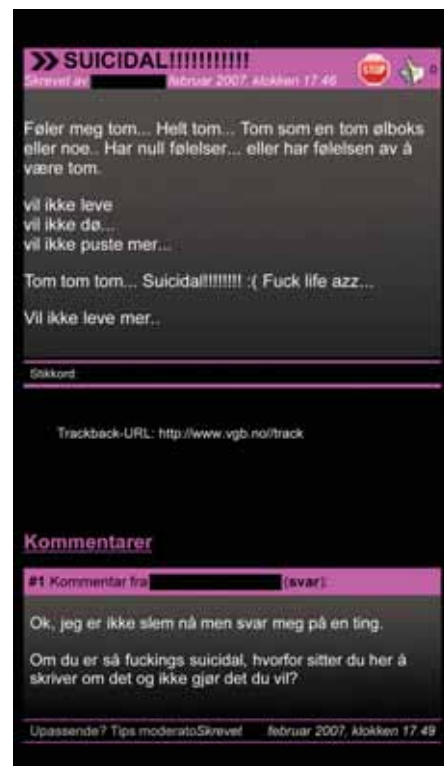 >> SUICIDAL!!!!!!!!!!!
Skrevet av februar 2007, klokken 17.46
STOP
0
Føler meg tom... Helt tom... Tom som en tom ølboks
eller noe.. Har null følelser... eller har følelsen av å
være tom.
vil ikke leve
vil ikke dø...
vil ikke puste mer...
Tom tom tom... Suicidal!!!!!!!! :( Fuck life azz...
Vil ikke leve mer..
Stikkord:
Trackback-URL: http://www.vgb.no//track
Kommentarer
#1 Kommentar fra (svar):
Ok, jeg er ikke slem nå men svar meg på en ting.
Om du er så fuckings suicidal, hvorfor sitter du her å
skriver om det og ikke gjør det du vil?
Upassende? Tips moderatoSkrevet februar 2007, klokken 17 49